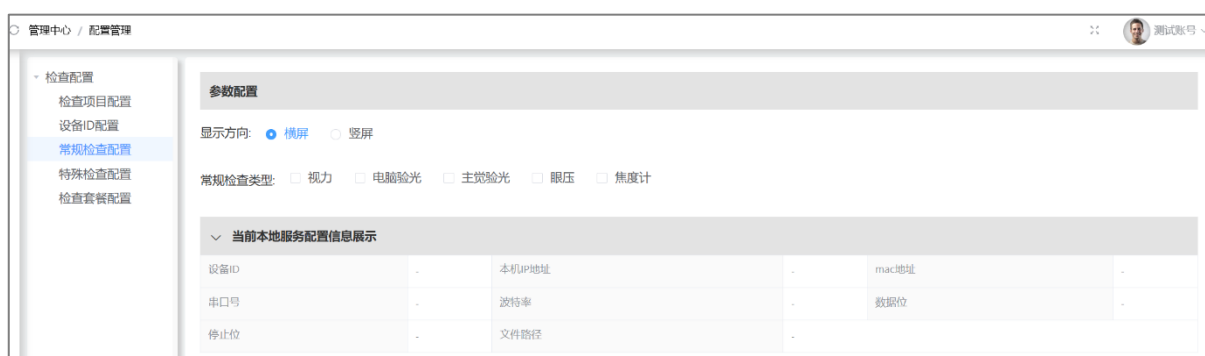 管理中心 / 配置管理
测试账号
检查配置
检查项目配置
设备ID配置
常规检查配置
特殊检查配置
检查套餐配置
参数配置
显示方向: 横屏 竖屏
常规检查类型: 视力 电脑验光 主觉验光 眼压 焦度计
当前本地服务配置信息展示
设备ID - 本机IP地址 - mac地址 -
串口号 - 波特率 - 数据位 -
停止位 - 文件路径 -